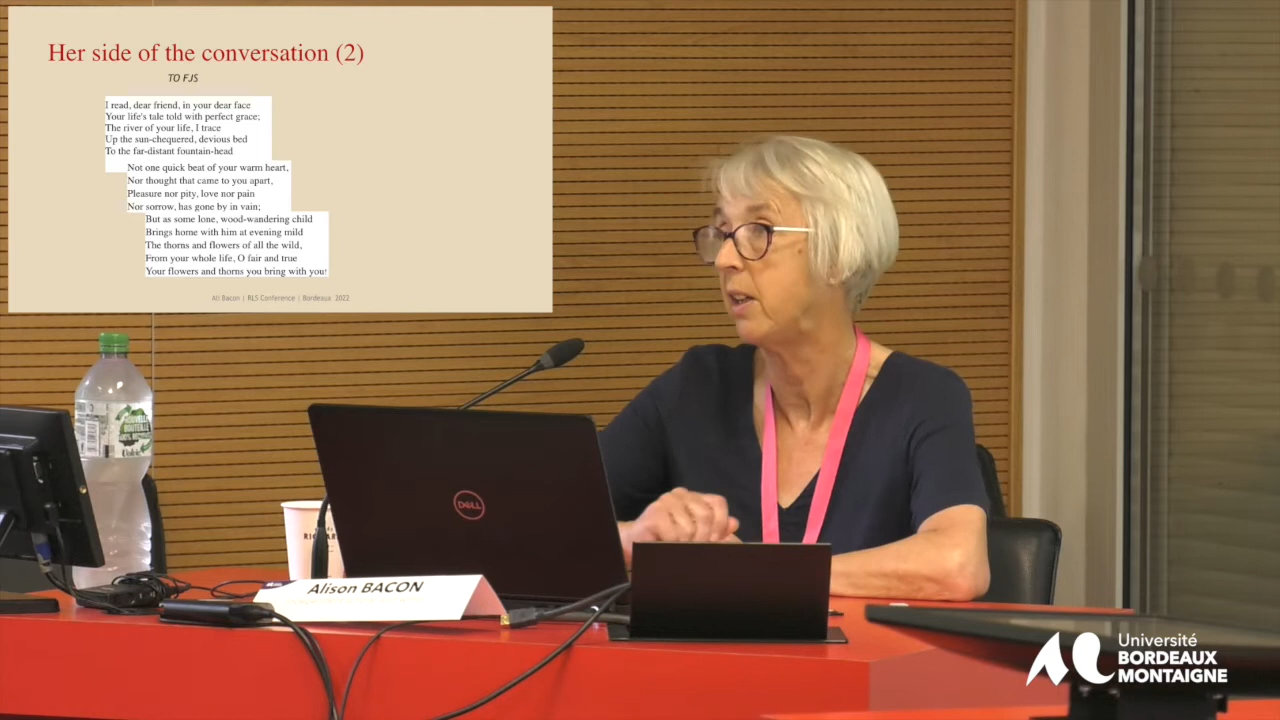 Her side of the conversation (2)
TO FJS
I read, dear friend, in your dear face
Your life's tale told with perfect grace;
The river of your life, I trace
Up the sun-chequered, devious bed
To the far-distant fountain-head
Not one quick beat of your warm heart,
Nor thought that came to you apart,
Pleasure nor pity, love nor pain
Nor sorrow, has gone by in vain;
But as some lone, wood-wandering child
Brings home with him at evening mild
The thorns and flowers of all the wild,
From your whole life, O fair and true
Your flowers and thorns you bring with you!
Ali Bacon | RLS Conference | Bordeaux 2022
DELL
Alison BACON
Université
BORDEAUX
MONTAIGNE